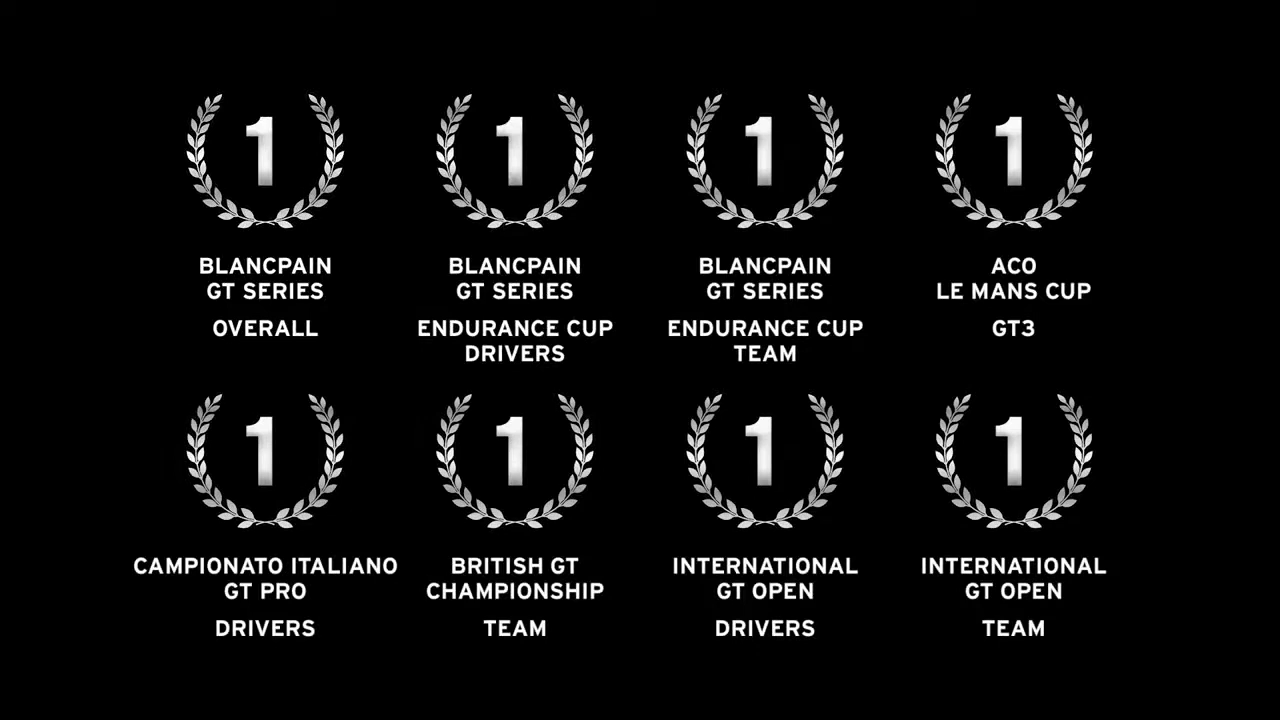 1
BLANCPAIN
GT SERIES
OVERALL
1
BLANCPAIN
GT SERIES
ENDURANCE CUP
DRIVERS
1
BLANCPAIN
GT SERIES
ENDURANCE CUP
TEAM
1
ACO
LE MANS CUP
GT3
1
CAMPIONATO ITALIANO
GT PRO
DRIVERS
1
BRITISH GT
CHAMPIONSHIP
TEAM
1
INTERNATIONAL
GT OPEN
DRIVERS
1
INTERNATIONAL
GT OPEN
TEAM